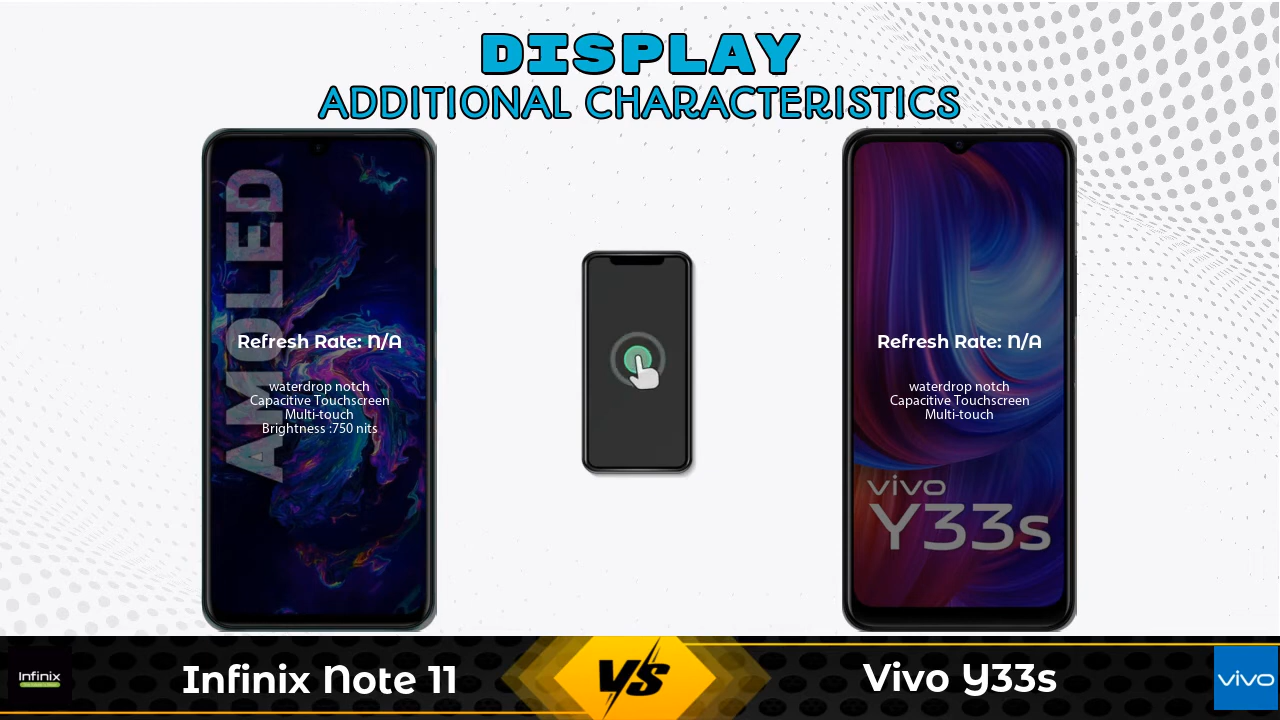 DISPLAY
ADDITIONAL CHARACTERISTICS
AMOLED
Refresh Rate: N/A
waterdrop notch
Capacitive Touchscreen
Multi-touch
Brightness :750 nits
Refresh Rate: N/A
waterdrop notch
Capacitive Touchscreen
Multi-touch
vivo
Y33s
Infinix
Infinix Note 11
VS
Vivo Y33s
vivo